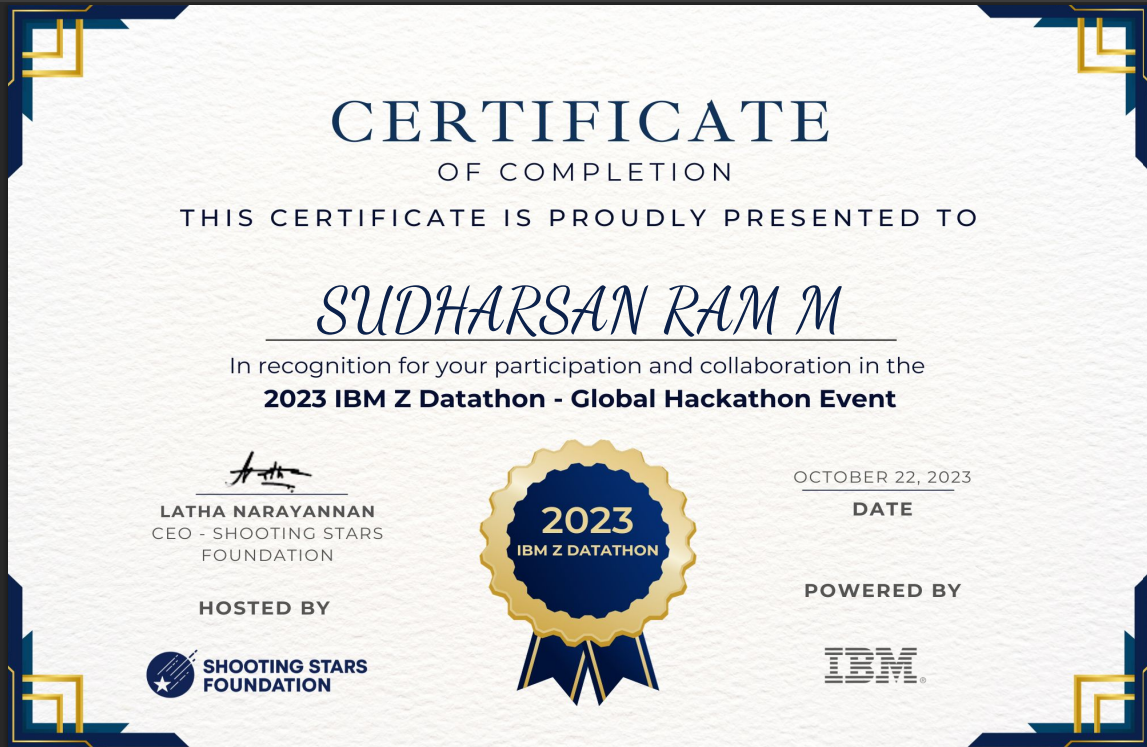 CERTIFICATE
OF COMPLETION
THIS CERTIFICATE IS PROUDLY PRESENTED TO
SUDHARSAN RAM M
In recognition for your participation and collaboration in the
2023 IBM Z Datathon - Global Hackathon Event
LATHA NARAYANNAN
CEO - SHOOTING STARS
FOUNDATION
HOSTED BY
SHOOTING STARS
FOUNDATION
2023
IBM Z DATATHON
OCTOBER 22, 2023
DATE
POWERED BY
IBM®